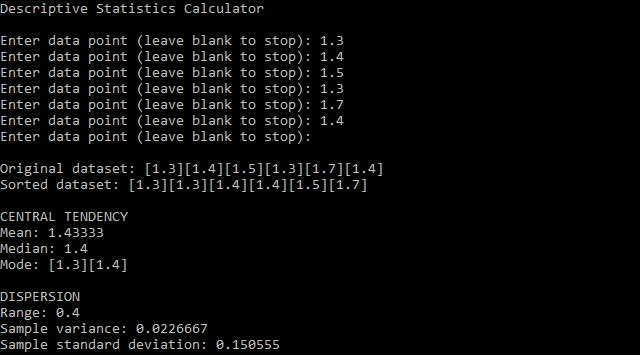 Descriptive Statistics Calculator
Enter data point (leave blank to stop): 1.3
Enter data point (leave blank to stop): 1.4
Enter data point (leave blank to stop): 1.5
Enter data point (leave blank to stop): 1.3
Enter data point (leave blank to stop): 1.7
Enter data point (leave blank to stop): 1.4
Enter data point (leave blank to stop):
Original dataset: [1.3][1.4][1.5][1.3][1.7][1.4]
Sorted dataset: [1.3][1.3][1.4][1.4][1.5][1.7]
CENTRAL TENDENCY
Mean: 1.43333
Median: 1.4
Mode: [1.3][1.4]
DISPERSION
Range: 0.4
Sample variance: 0.0226667
Sample standard deviation: 0.150555